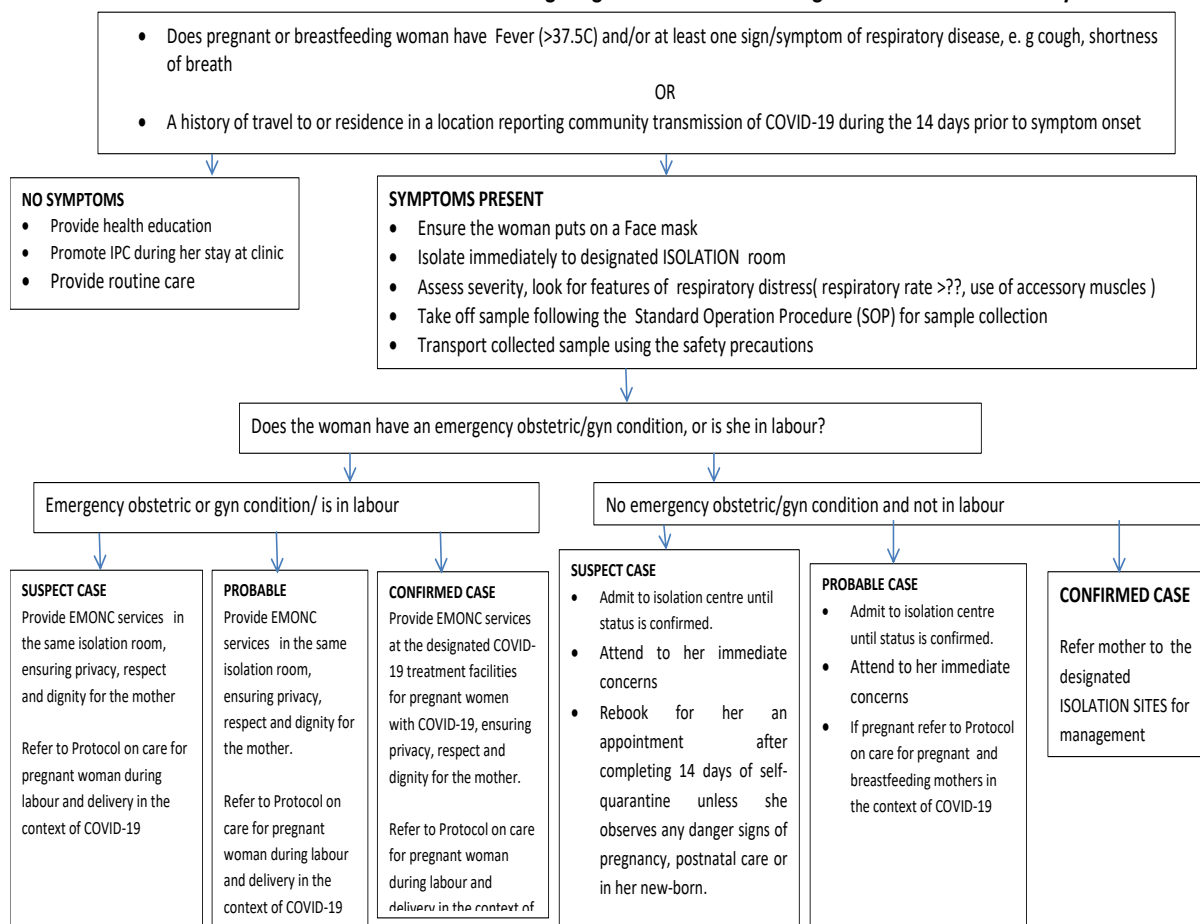 • Does pregnant or breastfeeding woman have Fever (>37.5C) and/or at least one sign/symptom of respiratory disease, e. g cough, shortness
of breath
OR
• A history of travel to or residence in a location reporting community transmission of COVID-19 during the 14 days prior to symptom onset
NO SYMPTOMS
• Provide health education
• Promote IPC during her stay at clinic
• Provide routine care
SYMPTOMS PRESENT
• Ensure the woman puts on a Face mask
• Isolate immediately to designated ISOLATION room
• Assess severity, look for features of respiratory distress( respiratory rate >??, use of accessory muscles )
• Take off sample following the Standard Operation Procedure (SOP) for sample collection
• Transport collected sample using the safety precautions
Does the woman have an emergency obstetric/gyn condition, or is she in labour?
Emergency obstetric or gyn condition/ is in labour
No emergency obstetric/gyn condition and not in labour
SUSPECT CASE
Provide EMONC services in
the same isolation room,
ensuring privacy, respect
and dignity for the mother
Refer to Protocol on care for
pregnant woman during
labour and delivery in the
context of COVID-19
PROBABLE
Provide EMONC
services in the same
isolation room,
ensuring privacy,
respect and dignity for
the mother.
Refer to Protocol on
care for pregnant
woman during labour
and delivery in the
context of COVID-19
CONFIRMED CASE
Provide EMONC services
at the designated COVID-
19 treatment facilities
for pregnant women
with COVID-19, ensuring
privacy, respect and
dignity for the mother.
Refer to Protocol on care
for pregnant woman
during labour and
delivery in the context of
SUSPECT CASE
• Admit to isolation centre until
status is confirmed.
• Attend to her immediate
concerns
• Rebook for her an
appointment after
completing 14 days of self-
quarantine unless she
observes any danger signs of
pregnancy, postnatal care or
in her new-born.
PROBABLE CASE
• Admit to isolation centre
until status is confirmed.
• Attend to her immediate
concerns
• If pregnant refer to Protocol
on care for pregnant and
breastfeeding mothers in
the context of COVID-19
CONFIRMED CASE
Refer mother to the
designated
ISOLATION SITES for
management